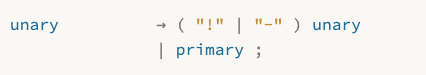 unary → ( "!" | "-" ) unary
| primary ;